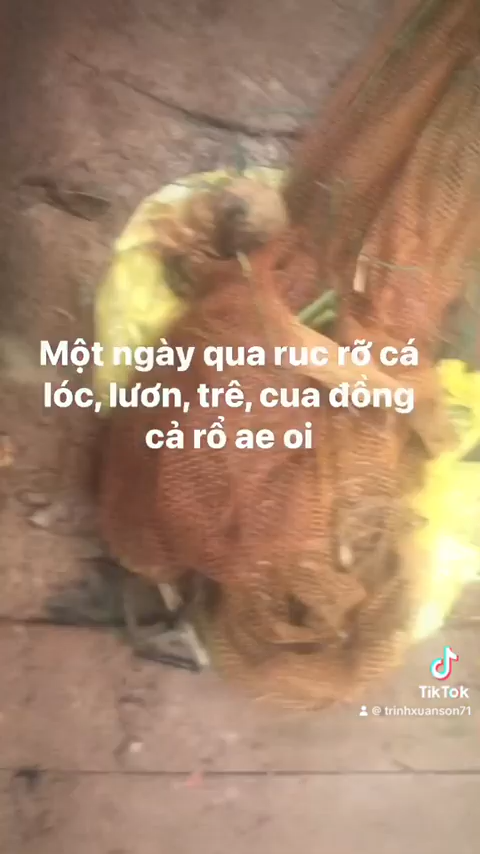 Một ngày qua ruc rỡ cá
lóc, lươn, trê, cua đồng
cả rổ ae oi
TikTok
@ trinhxuanson71